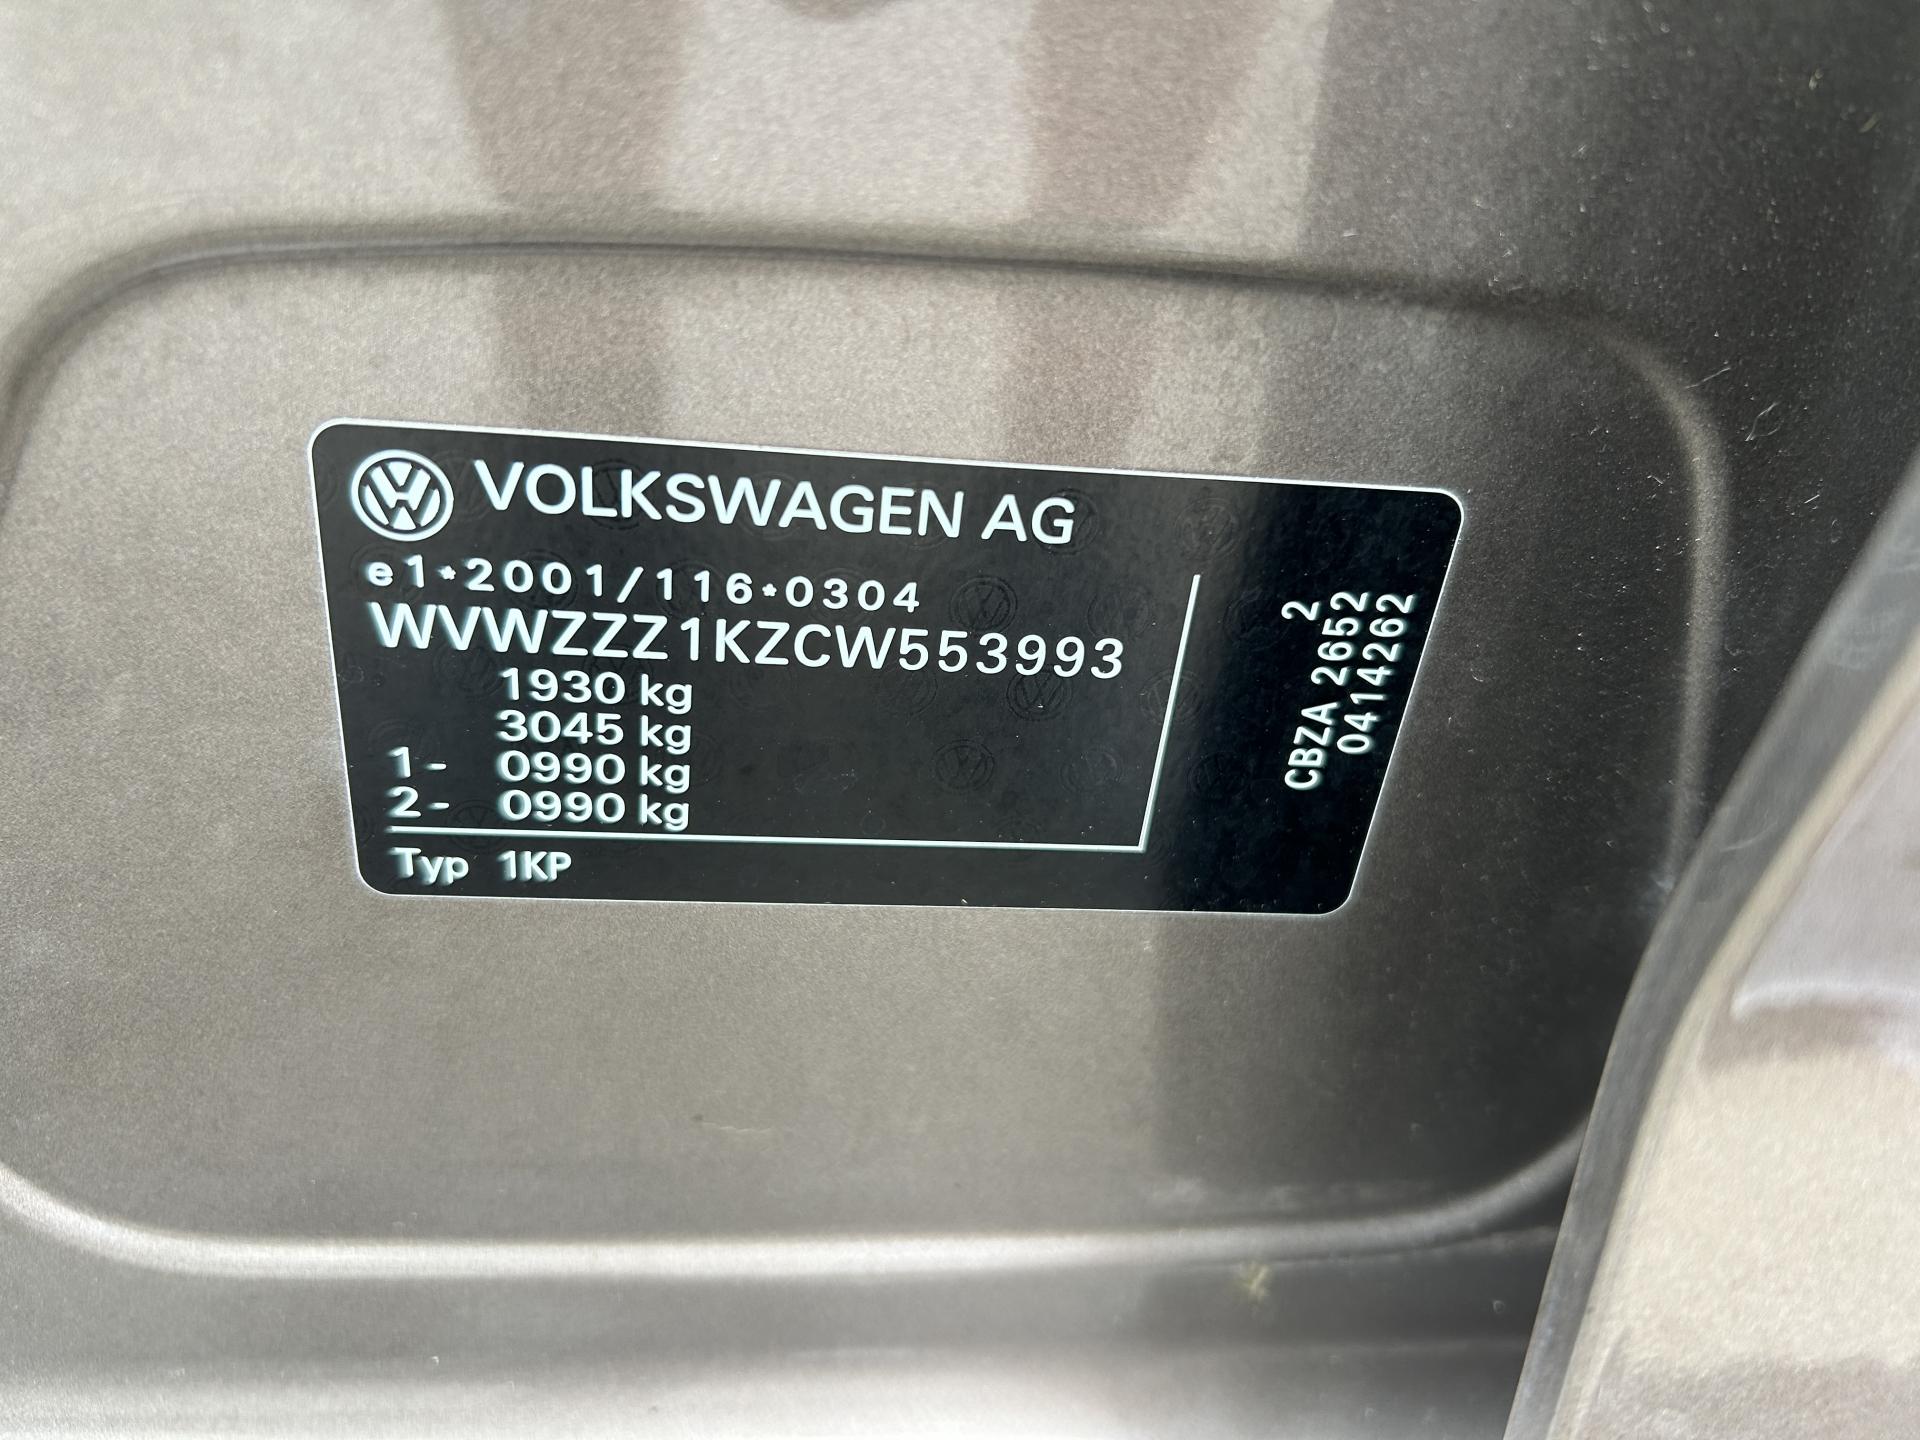 VOLKSWAGEN AG
e1*2001/116*0304
WVWZZZ1KZCW553993
1930 kg
3045 kg
1- 0990 kg
2- 0990 kg
Typ 1KP
2
CBZA 2652
0414262